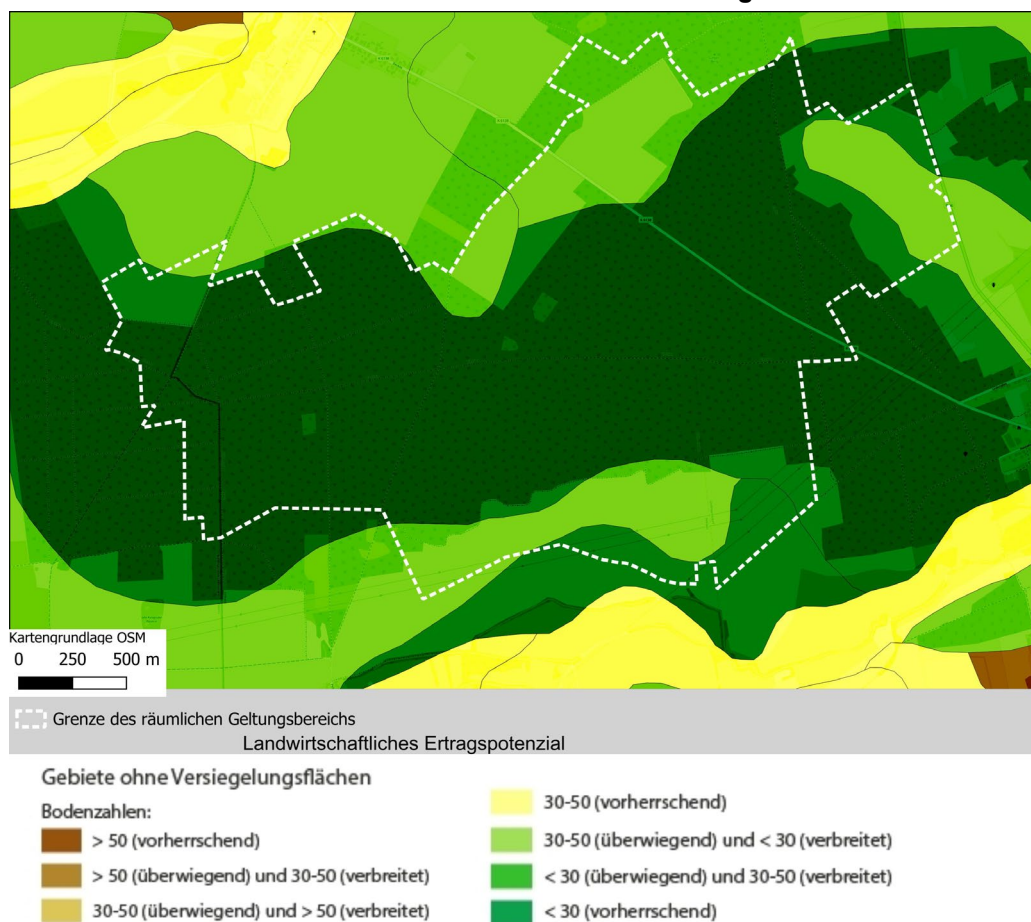 Kartengrundlage OSM
0 250 500 m
Grenze des räumlichen Geltungsbereichs
Landwirtschaftliches Ertragspotenzial
Gebiete ohne Versiegelungsflächen
Bodenzahlen:
> 50 (vorherrschend)
> 50 (überwiegend) und 30-50 (verbreitet)
30-50 (überwiegend) und > 50 (verbreitet)
30-50 (vorherrschend)
30-50 (überwiegend) und < 30 (verbreitet)
< 30 (überwiegend) und 30-50 (verbreitet)
< 30 (vorherrschend)